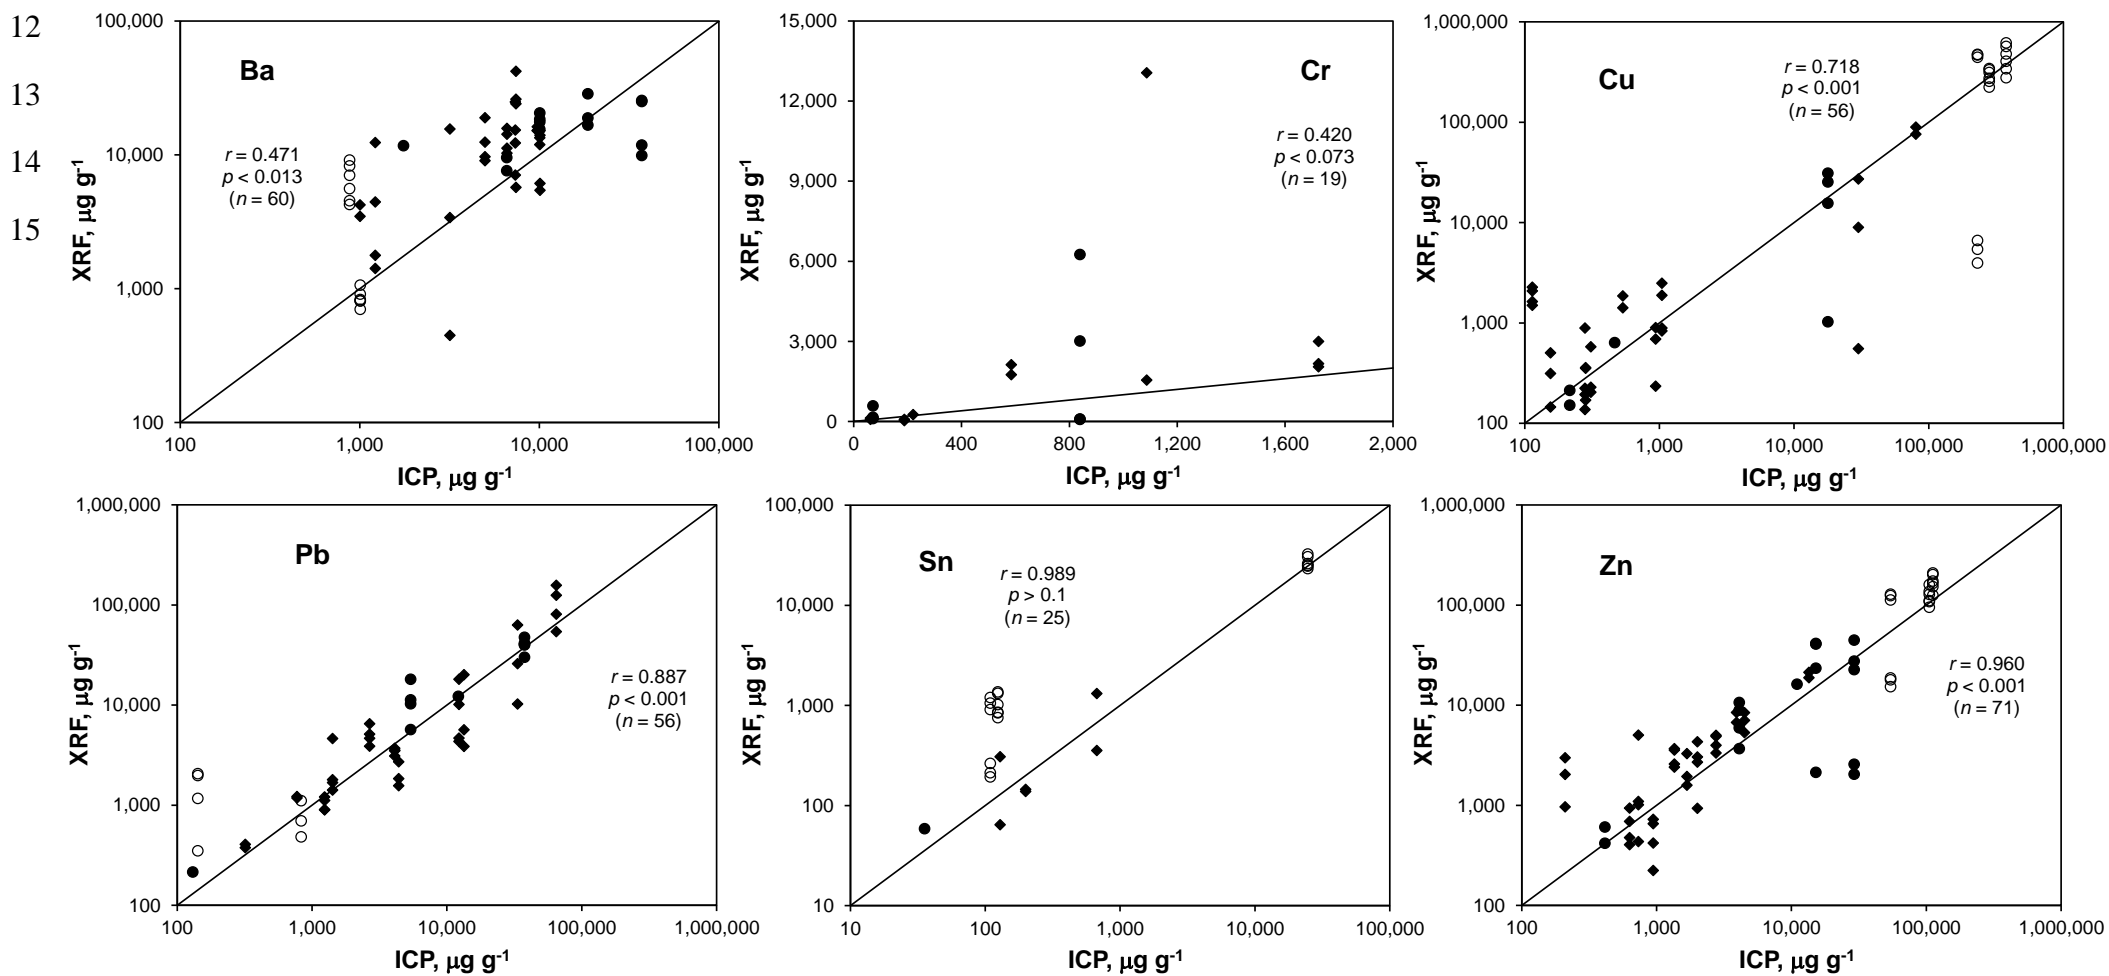 12
13
14
15
100,000
10,000
1,000
100
XRF, µg g-1
Ba
r = 0.471
p < 0.013
(n = 60)
100
1,000
10,000
100,000
ICP, µg g-1
15,000
12,000
9,000
6,000
3,000
0
XRF, µg g-1
Cr
r = 0.420
p < 0.073
(n = 19)
0
400
800
1,200
1,600
2,000
ICP, µg g-1
1,000,000
100,000
10,000
1,000
100
XRF, µg g-1
Cu
r = 0.718
p < 0.001
(n = 56)
100
1,000
10,000
100,000
1,000,000
ICP, µg g-1
1,000,000
100,000
10,000
1,000
100
XRF, µg g-1
Pb
r = 0.887
p < 0.001
(n = 56)
100
1,000
10,000
100,000
1,000,000
ICP, µg g-1
100,000
10,000
1,000
100
10
XRF, µg g-1
Sn
r = 0.989
p > 0.1
(n = 25)
10
100
1,000
10,000
100,000
ICP, µg g-1
1,000,000
100,000
10,000
1,000
100
XRF, µg g-1
Zn
r = 0.960
p < 0.001
(n = 71)
100
1,000
10,000
100,000
1,000,000
ICP, µg g-1